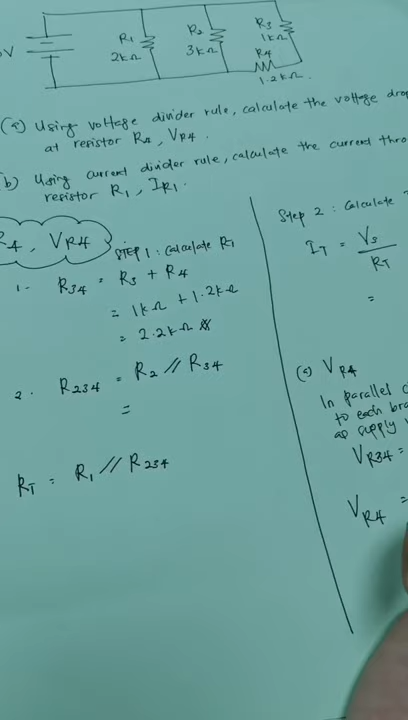 R1
2kΩ
R2
3kΩ
R3
1kΩ
R4
1.2kΩ
(a) Using voltage divider rule, calculate the voltage drop
at resistor R4, VR4.
(b) Using current divider rule, calculate the current thro
resistor R1, IR1.
R4, VR4
STEP 1: Calculate RT
1. R34 = R3 + R4
= 1kΩ + 1.2kΩ
= 2.2kΩ
2. R234 = R2 // R34
=
RT = R1 // R234
Step 2: Calculate
IT = Vs / RT
=
(a) VR4
In parallel c
to each bra
as supply v
VR34 =
VR4 =